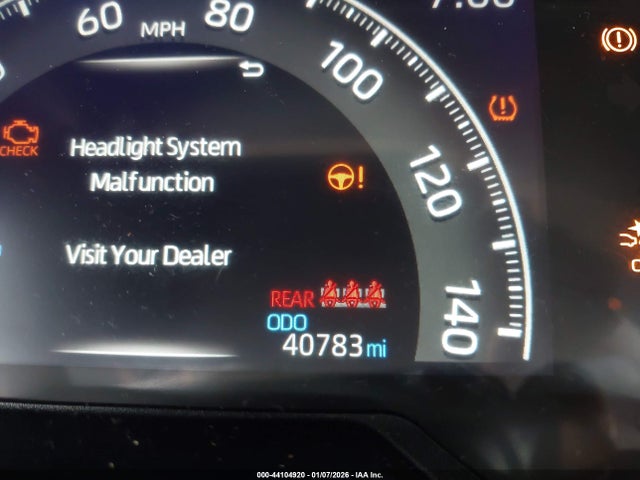 60
MPH
80
100
120
140
CHECK
Headlight System
Malfunction
Visit Your Dealer
REAR
ODO
40783 mi
000-44104920 - 01/07/2026 - IAA Inc.